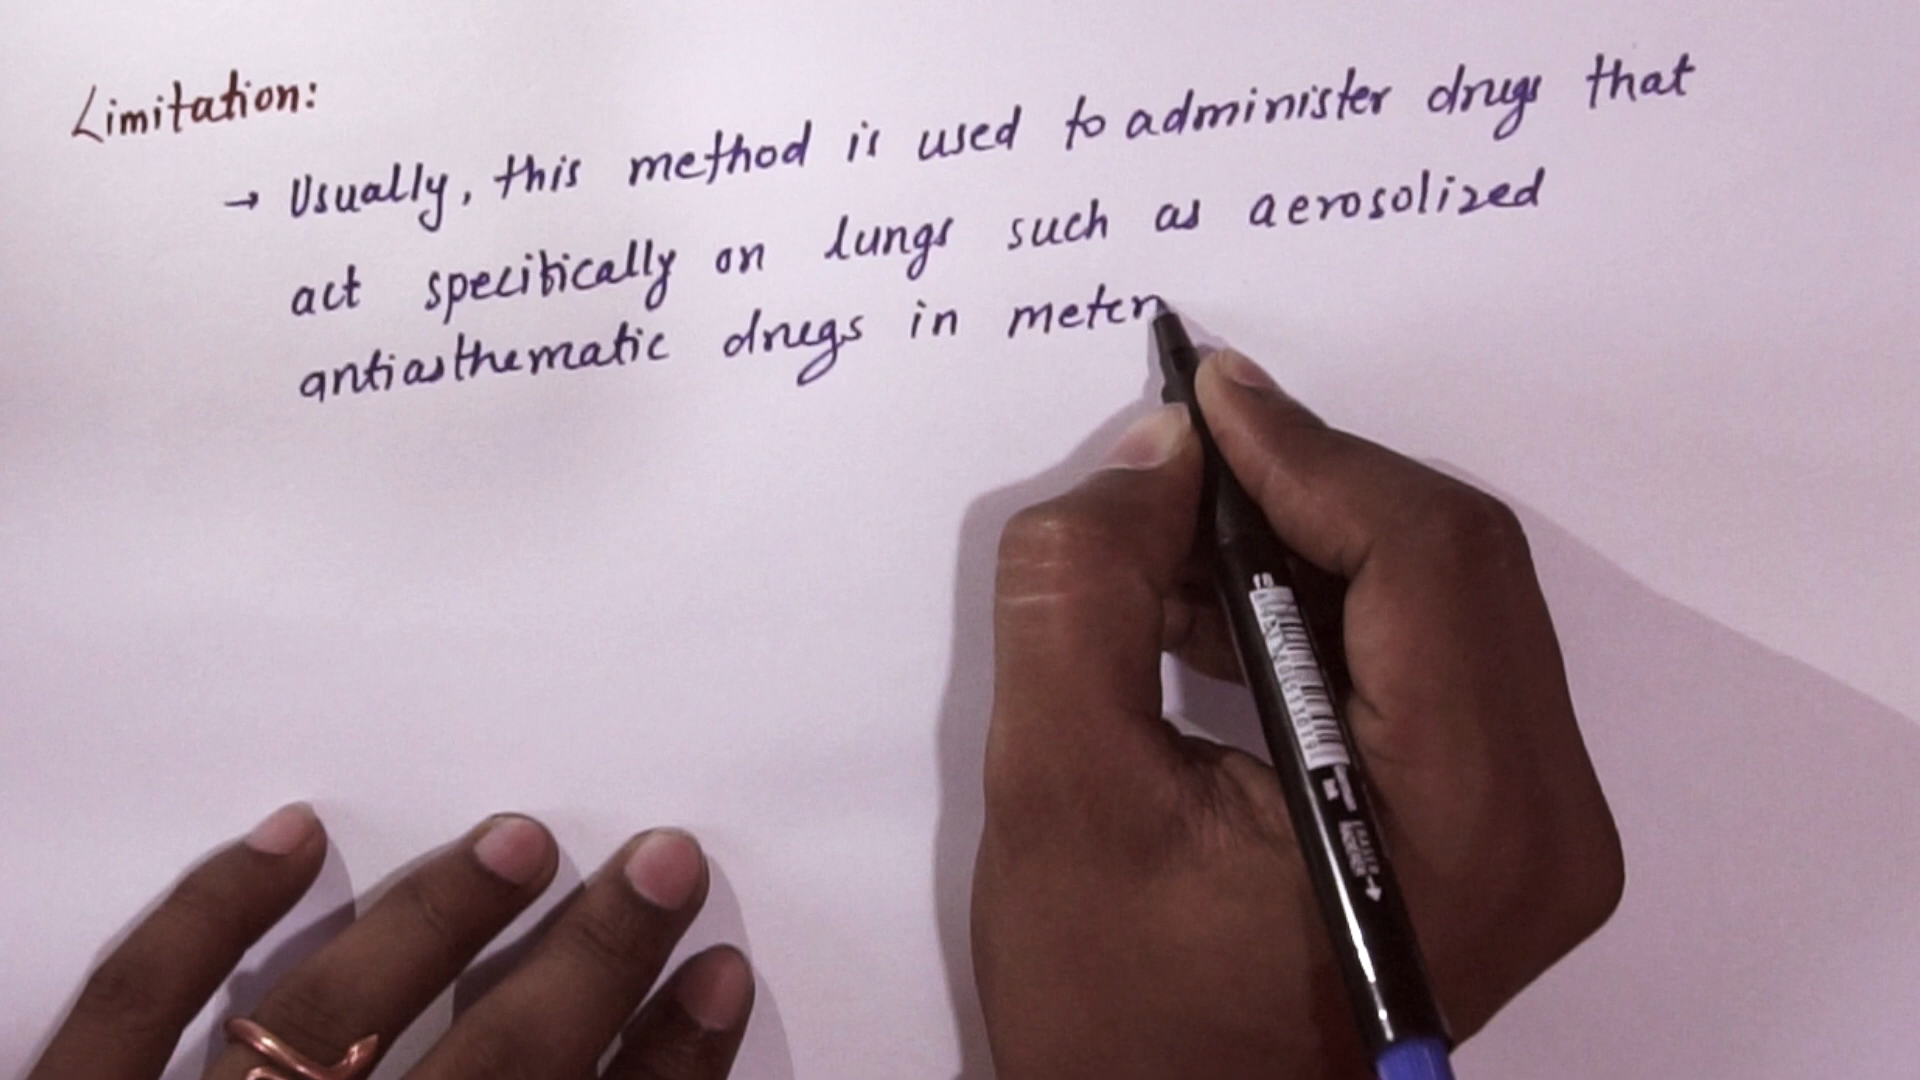 Limitation:
→ Usually, this method is used to administer drugs that
act specifically on lungs such as aerosolized
antiasthematic drugs in meter